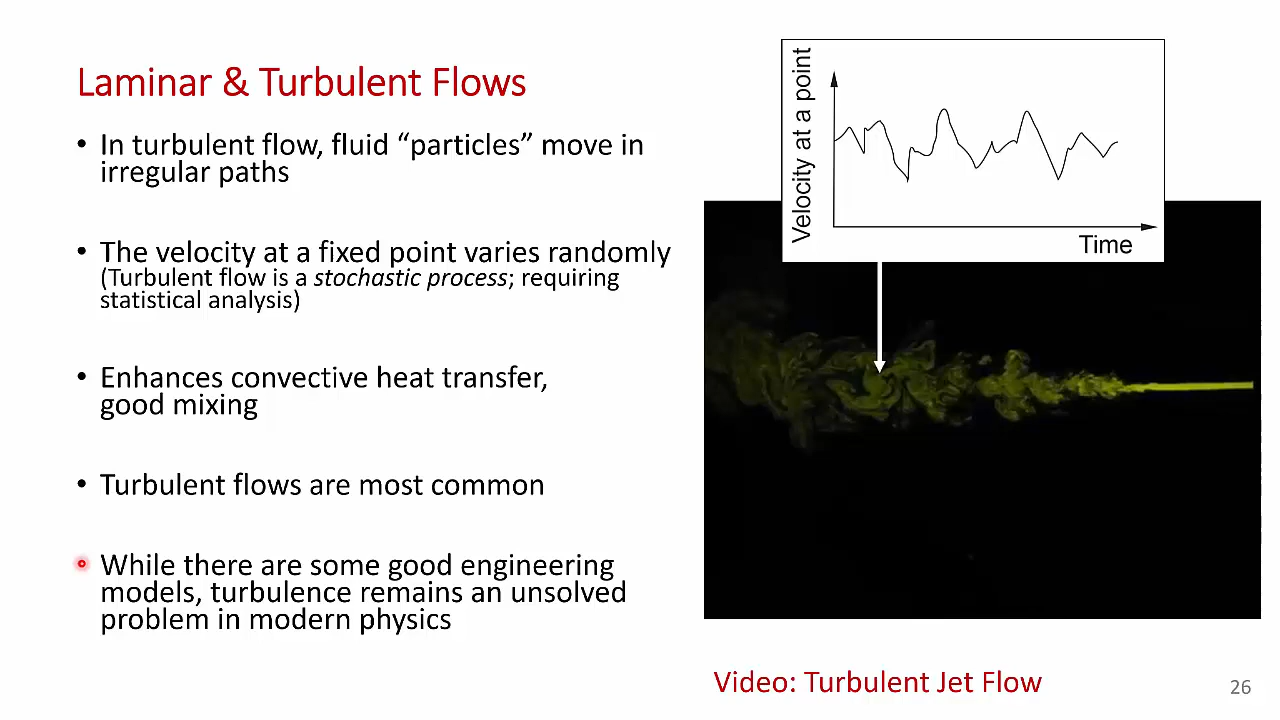 Laminar & Turbulent Flows
• In turbulent flow, fluid “particles” move in
irregular paths
• The velocity at a fixed point varies randomly
(Turbulent flow is a stochastic process; requiring
statistical analysis)
• Enhances convective heat transfer,
good mixing
• Turbulent flows are most common
• While there are some good engineering
models, turbulence remains an unsolved
problem in modern physics
Velocity at a point
Time
Video: Turbulent Jet Flow
26